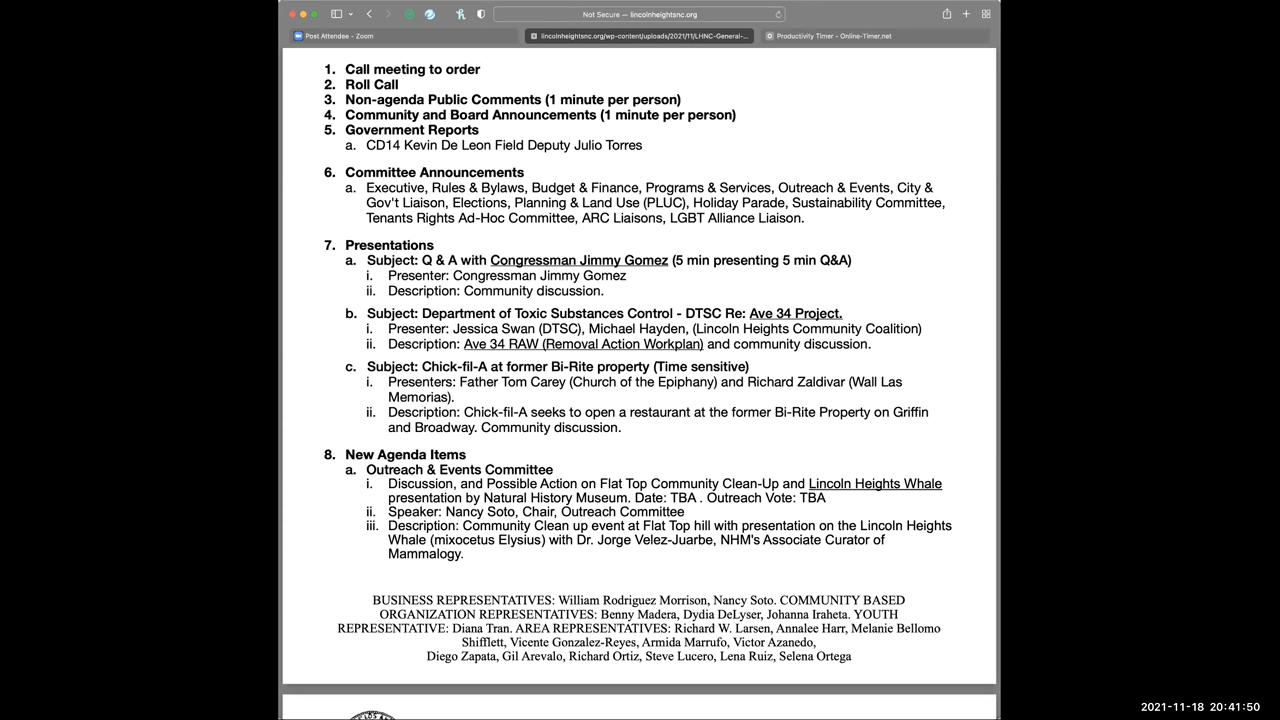 Not Secure — lincolnheightsnc.org
Post Attendee - Zoom
lincolnheightsnc.org/wp-content/uploads/2021/11/LHNC-General-...
Productivity Timer - Online-Timer.net
1. Call meeting to order
2. Roll Call
3. Non-agenda Public Comments (1 minute per person)
4. Community and Board Announcements (1 minute per person)
5. Government Reports
a. CD14 Kevin De Leon Field Deputy Julio Torres
6. Committee Announcements
a. Executive, Rules & Bylaws, Budget & Finance, Programs & Services, Outreach & Events, City &
Gov't Liaison, Elections, Planning & Land Use (PLUC), Holiday Parade, Sustainability Committee,
Tenants Rights Ad-Hoc Committee, ARC Liaisons, LGBT Alliance Liaison.
7. Presentations
a. Subject: Q & A with Congressman Jimmy Gomez (5 min presenting 5 min Q&A)
i. Presenter: Congressman Jimmy Gomez
ii. Description: Community discussion.
b. Subject: Department of Toxic Substances Control - DTSC Re: Ave 34 Project.
i. Presenter: Jessica Swan (DTSC), Michael Hayden, (Lincoln Heights Community Coalition)
ii. Description: Ave 34 RAW (Removal Action Workplan) and community discussion.
c. Subject: Chick-fil-A at former Bi-Rite property (Time sensitive)
i. Presenters: Father Tom Carey (Church of the Epiphany) and Richard Zaldivar (Wall Las
Memorias).
ii. Description: Chick-fil-A seeks to open a restaurant at the former Bi-Rite Property on Griffin
and Broadway. Community discussion.
8. New Agenda Items
a. Outreach & Events Committee
i. Discussion, and Possible Action on Flat Top Community Clean-Up and Lincoln Heights Whale
presentation by Natural History Museum. Date: TBA . Outreach Vote: TBA
ii. Speaker: Nancy Soto, Chair, Outreach Committee
iii. Description: Community Clean up event at Flat Top hill with presentation on the Lincoln Heights
Whale (mixocetus Elysius) with Dr. Jorge Velez-Juarbe, NHM's Associate Curator of
Mammalogy.
BUSINESS REPRESENTATIVES: William Rodriguez Morrison, Nancy Soto. COMMUNITY BASED
ORGANIZATION REPRESENTATIVES: Benny Madera, Dydia DeLyser, Johanna Iraheta. YOUTH
REPRESENTATIVE: Diana Tran. AREA REPRESENTATIVES: Richard W. Larsen, Annalee Harr, Melanie Bellomo
Shifflett, Vicente Gonzalez-Reyes, Armida Marrufo, Victor Azanedo,
Diego Zapata, Gil Arevalo, Richard Ortiz, Steve Lucero, Lena Ruiz, Selena Ortega
2021-11-18 20:41:50